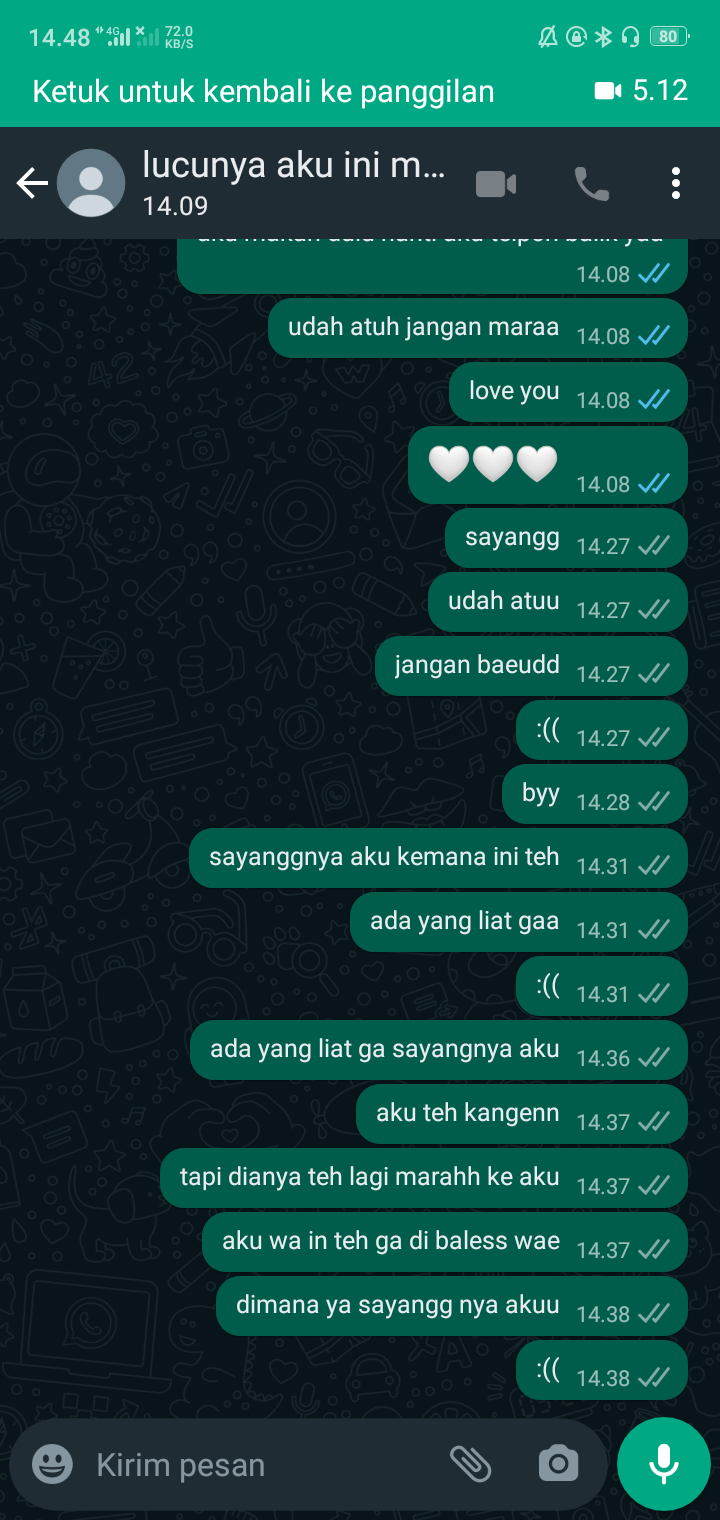 14.48 4G 72.0 KB/S 80
Ketuk untuk kembali ke panggilan 5.12
lucunya aku ini m...
14.09
14.08
udah atuh jangan maraa 14.08
love you 14.08
🤍🤍🤍 14.08
sayangg 14.27
udah atuu 14.27
jangan baeudd 14.27
:(( 14.27
byy 14.28
sayanggnya aku kemana ini teh 14.31
ada yang liat gaa 14.31
:(( 14.31
ada yang liat ga sayangnya aku 14.36
aku teh kangenn 14.37
tapi dianya teh lagi marahh ke aku 14.37
aku wa in teh ga di baless wae 14.37
dimana ya sayangg nya akuu 14.38
:(( 14.38
Kirim pesan